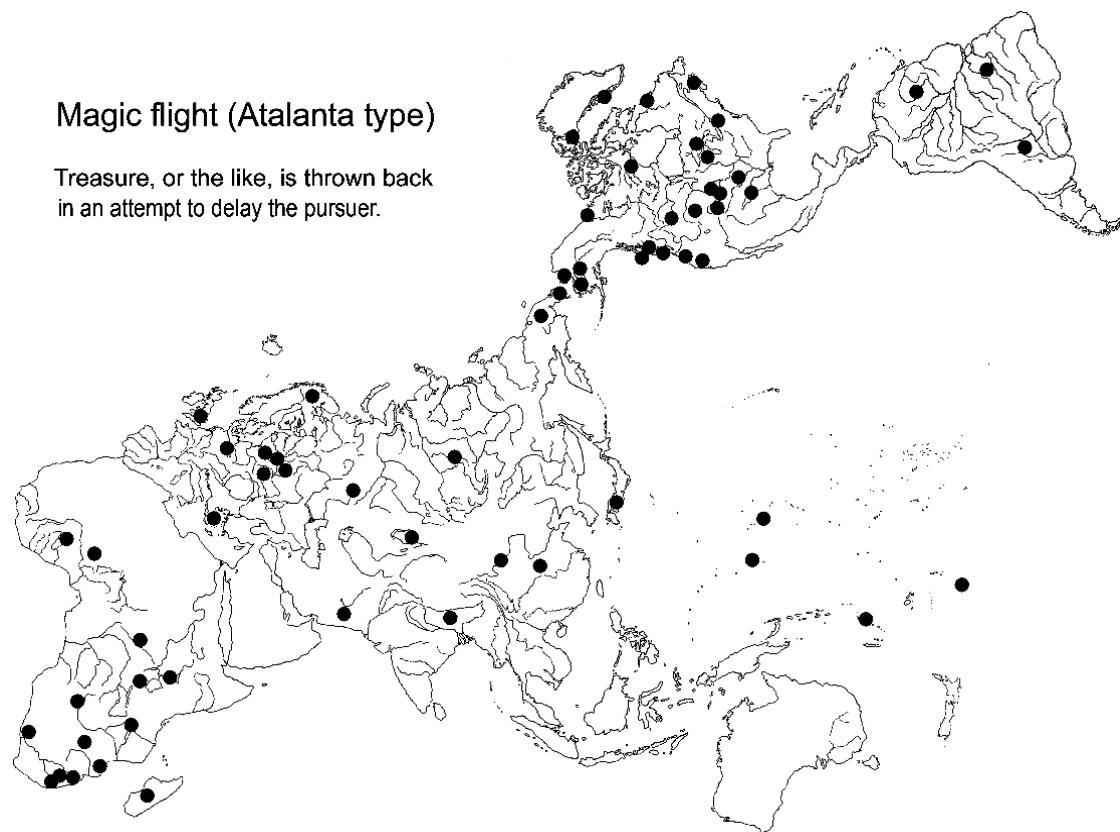 Magic flight (Atalanta type)
Treasure, or the like, is thrown back
in an attempt to delay the pursuer.